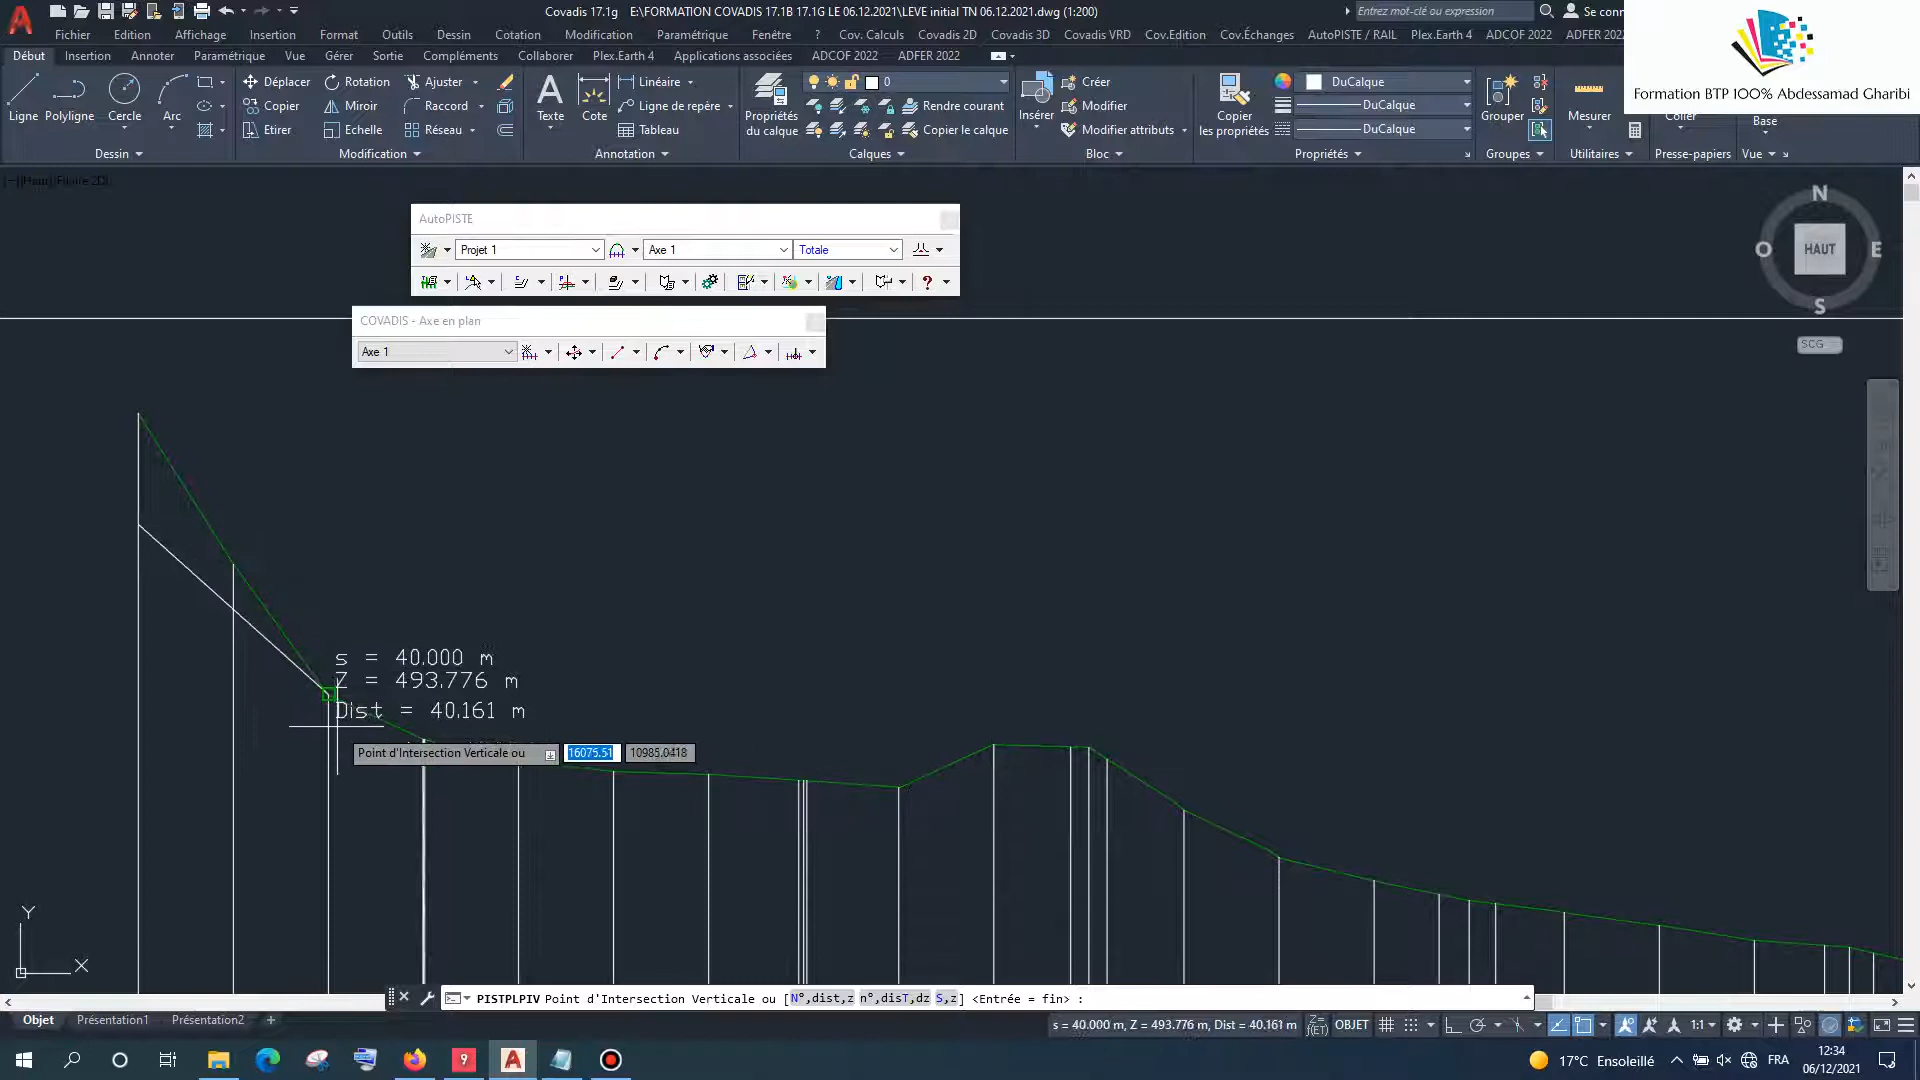 Covadis 17.1g E:\FORMATION COVADIS 17.1B 17.1G LE 06.12.2021\LEVE initial TN 06.12.2021.dwg (1:200)
Entrez mot-clé ou expression
Se conn
Fichier Edition Affichage Insertion Format Outils Dessin Cotation Modification Paramétrique Fenêtre ? Cov. Calculs Covadis 2D Covadis 3D Covadis VRD Cov.Edition Cov.Échanges AutoPISTE / RAIL Plex.Earth 4 ADCOF 2022 ADFER 2022
Début Insertion Annoter Paramétrique Vue Gérer Sortie Compléments Collaborer Plex.Earth 4 Applications associées ADCOF 2022 ADFER 2022
Formation BTP 100% Abdessamad Gharibi
Ligne Polyligne Cercle Arc
Déplacer Rotation Ajuster
Copier Miroir Raccord
Etirer Echelle Réseau
Texte Cote
Linéaire
Ligne de repère
Tableau
Propriétés du calque
0
Rendre courant
Copier le calque
Insérer
Créer
Modifier
Modifier attributs
Copier les propriétés
DuCalque
DuCalque
DuCalque
Grouper
Mesurer
Coller
Base
Dessin Modification Annotation Calques Bloc Propriétés Groupes Utilitaires Presse-papiers Vue
AutoPISTE
Projet 1 Axe 1 Totale
?
COVADIS - Axe en plan
Axe 1
N
O HAUT E
S
SCG
s = 40.000 m
Z = 493.776 m
Dist = 40.161 m
Point d'Intersection Verticale ou 16075.51 10985.0418
Y
X
PISTPLPIV Point d'Intersection Verticale ou [N°,dist,z n°,disT,dz S,z] <Entrée = fin> :
Objet Présentation1 Présentation2 +
s = 40.000 m, Z = 493.776 m, Dist = 40.161 m
OBJET
1:1
17°C Ensoleillé
FRA
12:34
06/12/2021